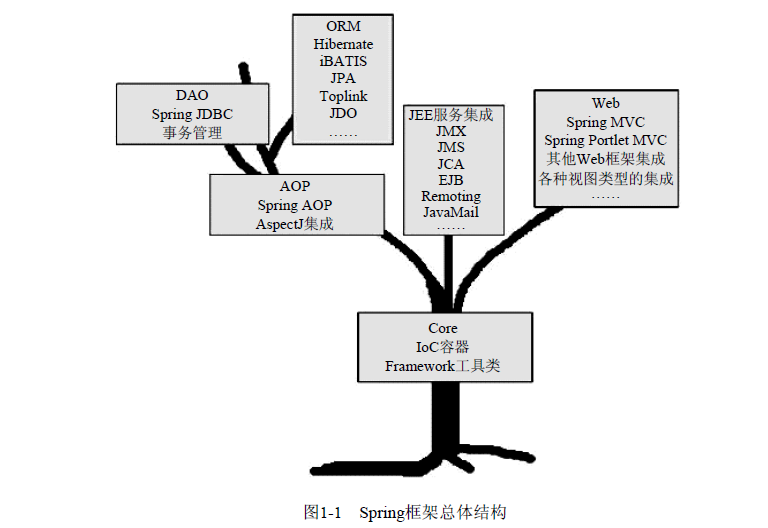 ORM
Hibernate
iBATIS
JPA
Toplink
JDO
……
DAO
Spring JDBC
事务管理
JEE服务集成
JMX
JMS
JCA
EJB
Remoting
JavaMail
……
Web
Spring MVC
Spring Portlet MVC
其他Web框架集成
各种视图类型的集成
……
AOP
Spring AOP
AspectJ集成
Core
IoC容器
Framework工具类
图1-1 Spring框架总体结构